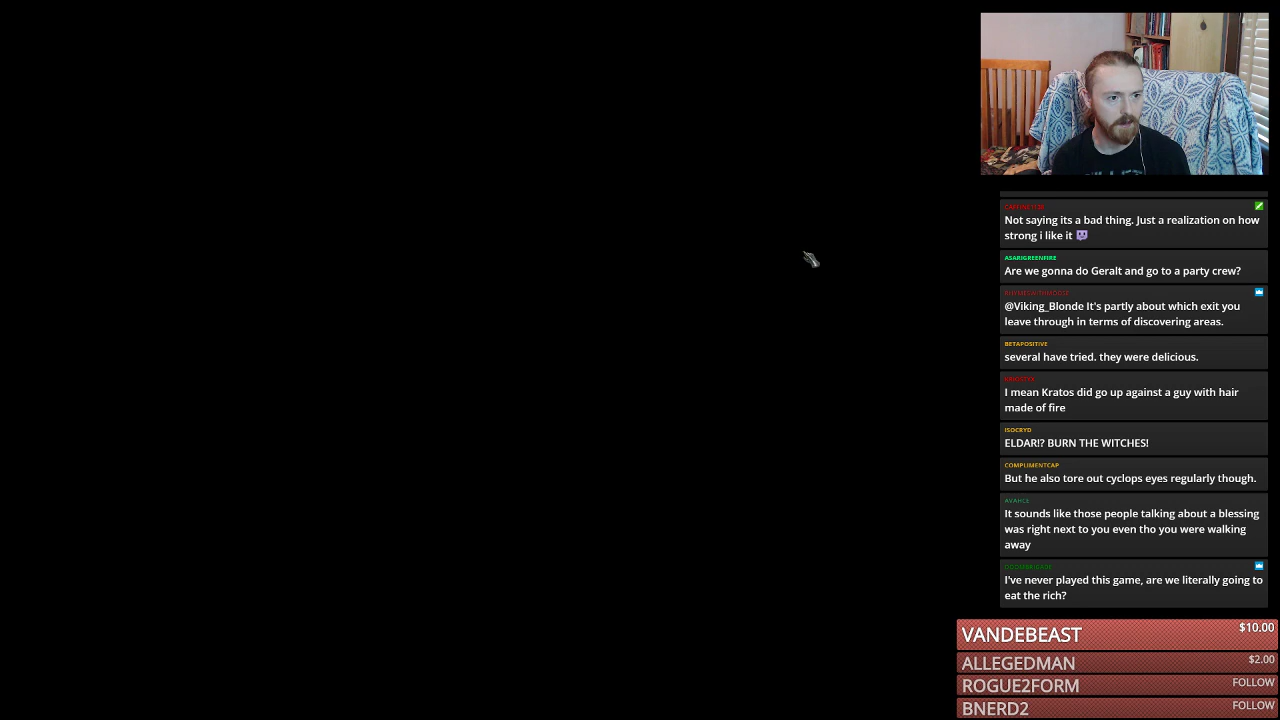 Not saying its a bad thing. Just a realization on how
strong i like it
ASARIGREENFIRE
Are we gonna do Geralt and go to a party crew?
@Viking_Blonde It's partly about which exit you
leave through in terms of discovering areas.
BETAPOSITIVE
several have tried. they were delicious.
I mean Kratos did go up against a guy with hair
made of fire
ISOCRYD
ELDAR!? BURN THE WITCHES!
COMPLIMENTCAP
But he also tore out cyclops eyes regularly though.
AVAHCE
It sounds like those people talking about a blessing
was right next to you even tho you were walking
away
I've never played this game, are we literally going to
eat the rich?
VANDEBEAST $10.00
ALLEGEDMAN $2.00
ROGUE2FORM FOLLOW
BNERD2 FOLLOW